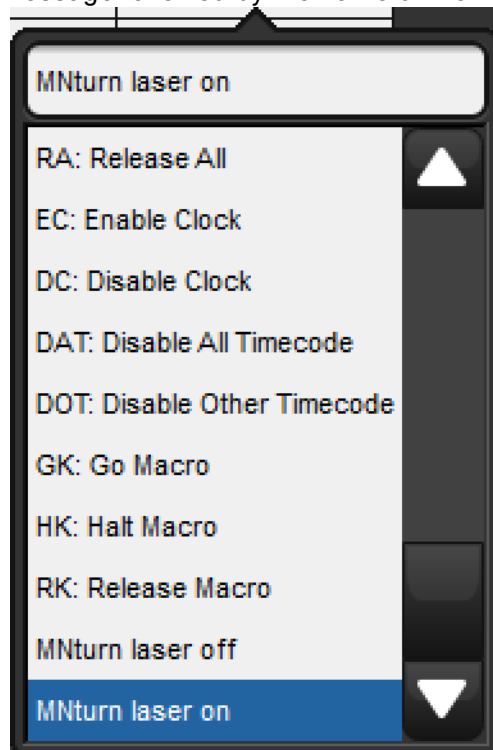 MNturn laser on
RA: Release All
EC: Enable Clock
DC: Disable Clock
DAT: Disable All Timecode
DOT: Disable Other Timecode
GK: Go Macro
HK: Halt Macro
RK: Release Macro
MNturn laser off
MNturn laser on